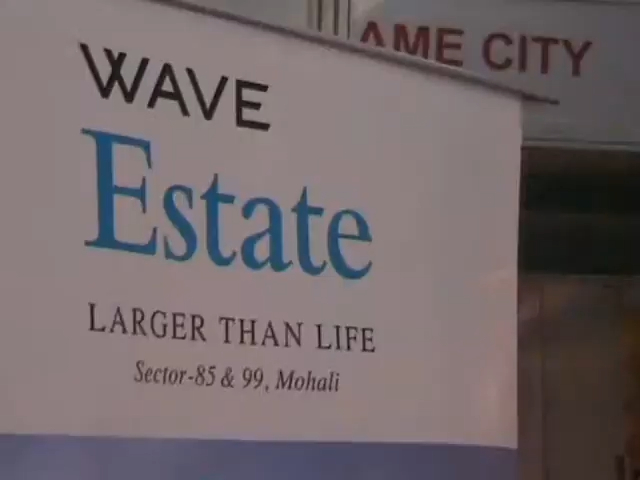 AME CITY
WAVE
Estate
LARGER THAN LIFE
Sector-85 & 99, Mohali